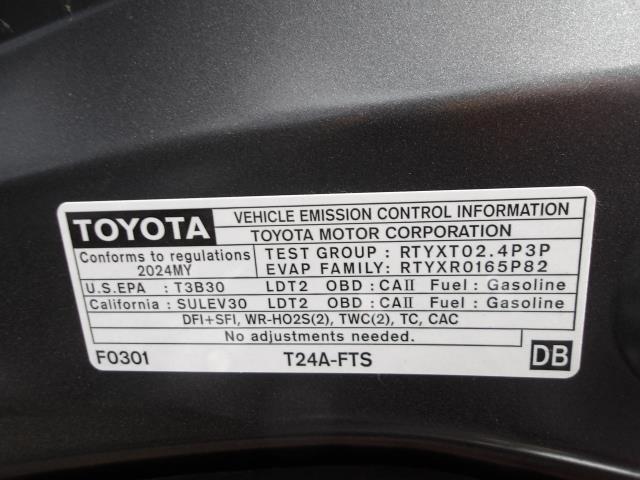 TOYOTA VEHICLE EMISSION CONTROL INFORMATION
TOYOTA MOTOR CORPORATION
Conforms to regulations
2024MY
TEST GROUP : RTYXT02.4P3P
EVAP FAMILY: RTYXR0165P82
U.S.EPA : T3B30 LDT2 OBD : CAII Fuel : Gasoline
California : SULEV30 LDT2 OBD : CAII Fuel : Gasoline
DFI+SFI, WR-HO2S(2), TWC(2), TC, CAC
No adjustments needed.
F0301 T24A-FTS DB